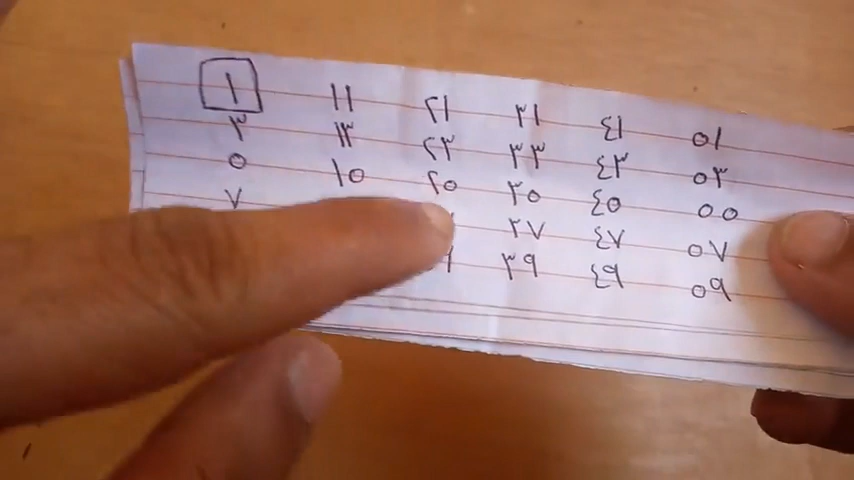 ١ ١١ ٢١ ٣١ ٤١ ٥١
٣ ١٣ ٢٣ ٣٣ ٤٣ ٥٣
٥ ١٥ ٢٥ ٣٥ ٤٥ ٥٥
٧ ٣٧ ٤٧ ٥٧
٣٩ ٤٩ ٥٩